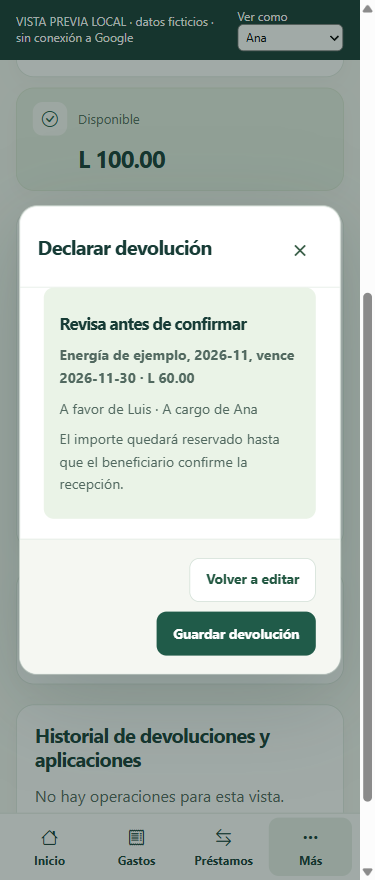 VISTA PREVIA LOCAL · datos ficticios ·
sin conexión a Google
Ver como
Ana
Disponible
L 100.00
Declarar devolución
Revisa antes de confirmar
Energía de ejemplo, 2026-11, vence
2026-11-30 · L 60.00
A favor de Luis · A cargo de Ana
El importe quedará reservado hasta
que el beneficiario confirme la
recepción.
Volver a editar
Guardar devolución
Historial de devoluciones y
aplicaciones
No hay operaciones para esta vista.
Inicio
Gastos
Préstamos
Más